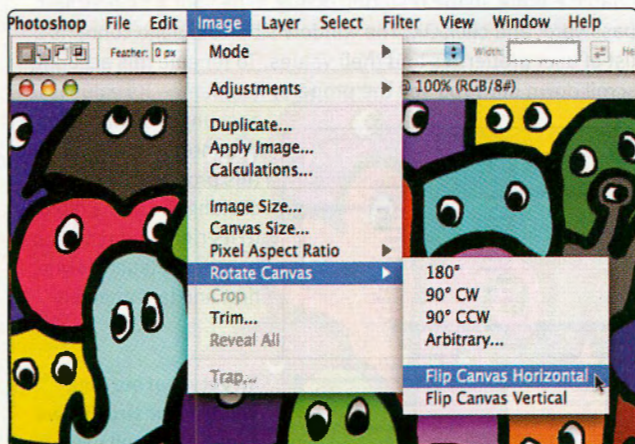 Photoshop File Edit Image Layer Select Filter View Window Help
Feather: 0 px Width:
@ 100% (RGB/8#)
Mode
Adjustments
Duplicate...
Apply Image...
Calculations...
Image Size...
Canvas Size...
Pixel Aspect Ratio
Rotate Canvas
Crop
Trim...
Reveal All
Trap...
180°
90° CW
90° CCW
Arbitrary...
Flip Canvas Horizontal
Flip Canvas Vertical